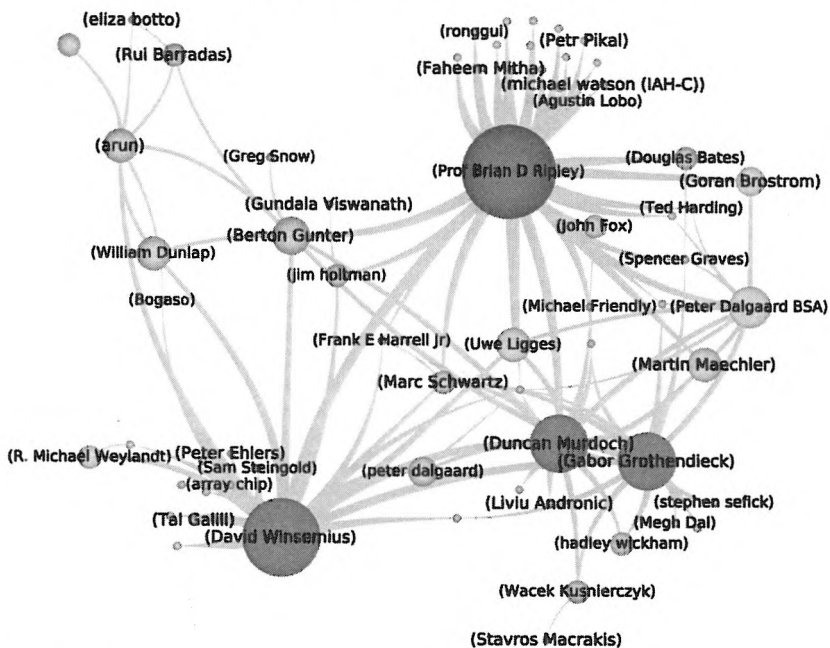 (eliza botto)
(Rui Barradas)
(ronggui)
(Petr Pikal)
(Faheem Mitha)
(michael watson (IAH-C))
(Agustin Lobo)
(arun)
(Greg Snow)
(Prof Brian D Ripley)
(Douglas Bates)
(Goran Brostrom)
(Gundala Viswanath)
(Ted Harding)
(John Fox)
(Berton Gunter)
(William Dunlap)
(Spencer Graves)
(jim holtman)
(Bogaso)
(Michael Friendly)
(Peter Dalgaard BSA)
(Frank E Harrell Jr)
(Uwe Ligges)
(Martin Maechler)
(Marc Schwartz)
(Duncan Murdoch)
(Gabor Grothendieck)
(R. Michael Weylandt)
(Peter Ehlers)
(Sam Steingold)
(peter dalgaard)
(array chip)
(Liviu Andronic)
(stephen sefick)
(Tal Galili)
(Megh Dal)
(David Winsemius)
(hadley wickham)
(Wacek Kusnierczyk)
(Stavros Macrakis)